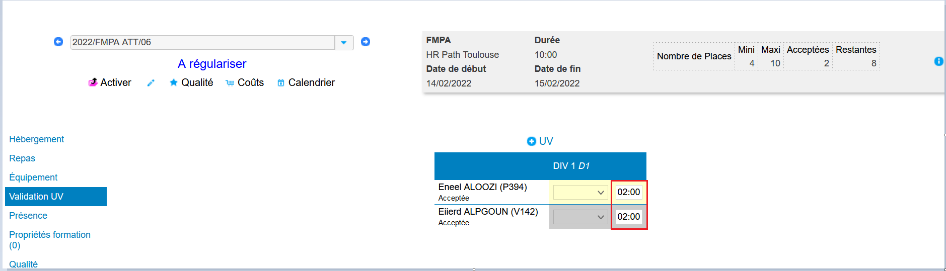 2022/FMPA ATT/06
A régulariser
Activer Qualité Coûts Calendrier
FMPA Durée
HR Path Toulouse 10:00
Date de début Date de fin
14/02/2022 15/02/2022
Mini Maxi Acceptées Restantes
Nombre de Places 4 10 2 8
Hébergement
Repas
Équipement
Validation UV
Présence
Propriétés formation
(0)
Qualité
UV
DIV 1 D1
Eneel ALOOZI (P394) 02:00
Acceptée
Eiierd ALPGOUN (V142) 02:00
Acceptée